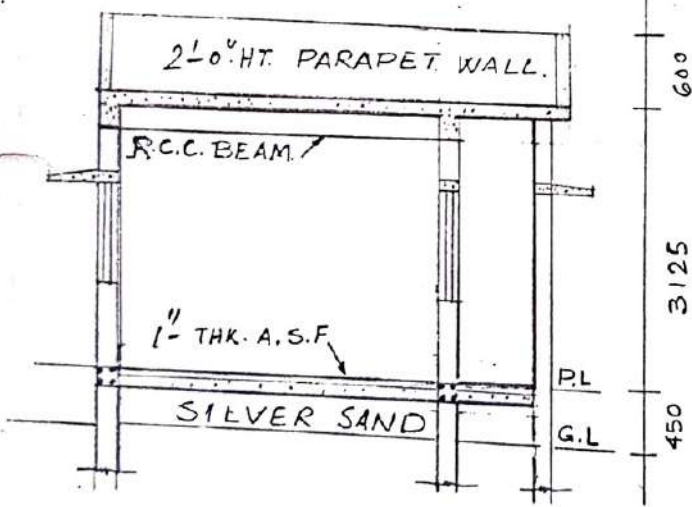 2'-0" HT. PARAPET WALL.
600
R.C.C. BEAM
3125
1" THK. A.S.F.
P.L
SILVER SAND
G.L
450